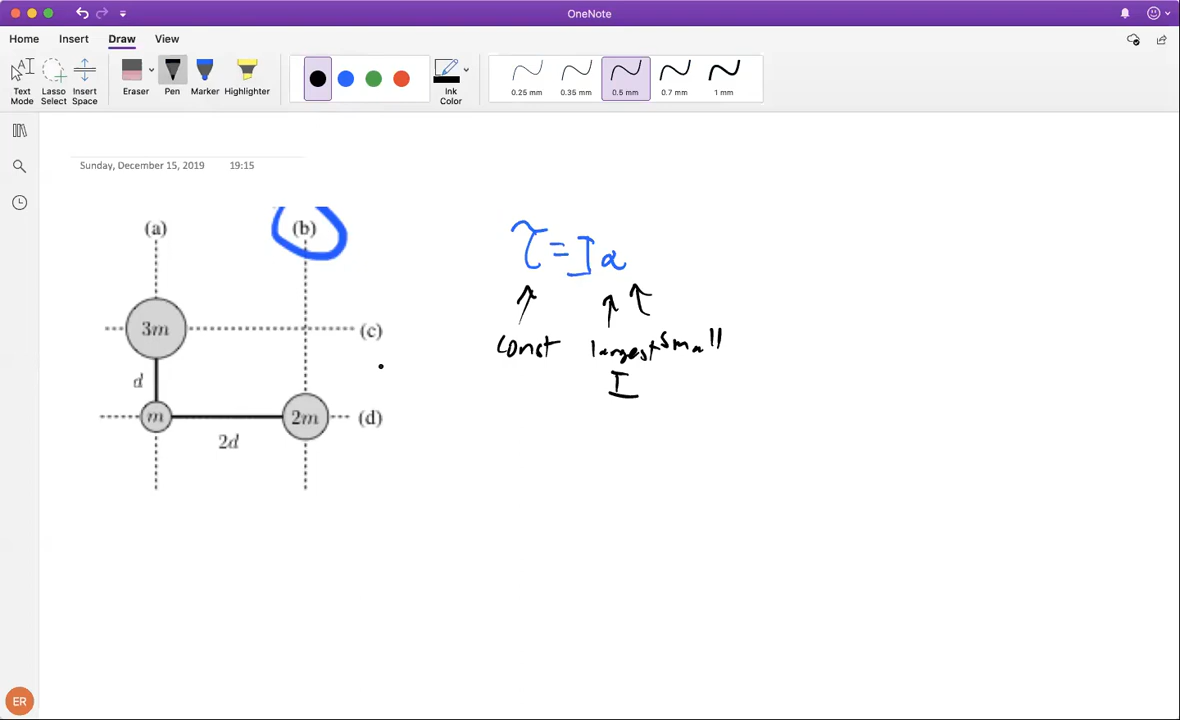 OneNote
Home Insert Draw View
Text Mode
Lasso Select
Insert Space
Eraser
Pen
Marker
Highlighter
Ink Color
0.25 mm
0.35 mm
0.5 mm
0.7 mm
1 mm
Sunday, December 15, 2019 19:15
(a) (b)
3m (c)
d
m 2m (d)
2d
τ = I α
const largest small
I
ER